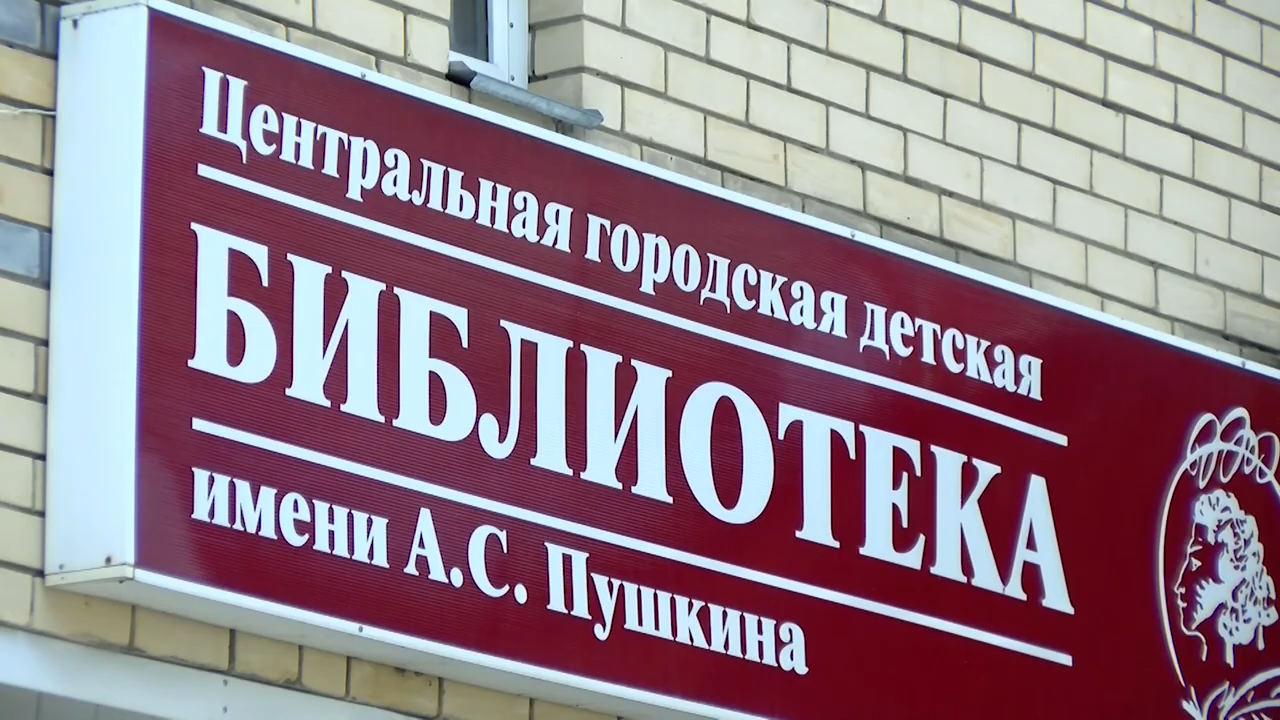 Центральная городская детская
БИБЛИОТЕКА
имени А.С. Пушкина